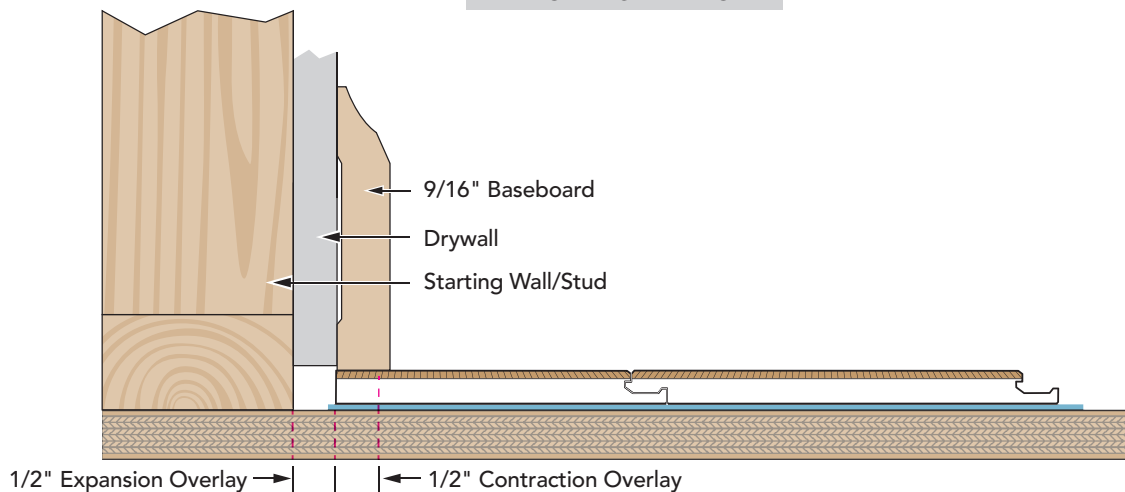 9/16" Baseboard
Drywall
Starting Wall/Stud
1/2" Expansion Overlay
1/2" Contraction Overlay